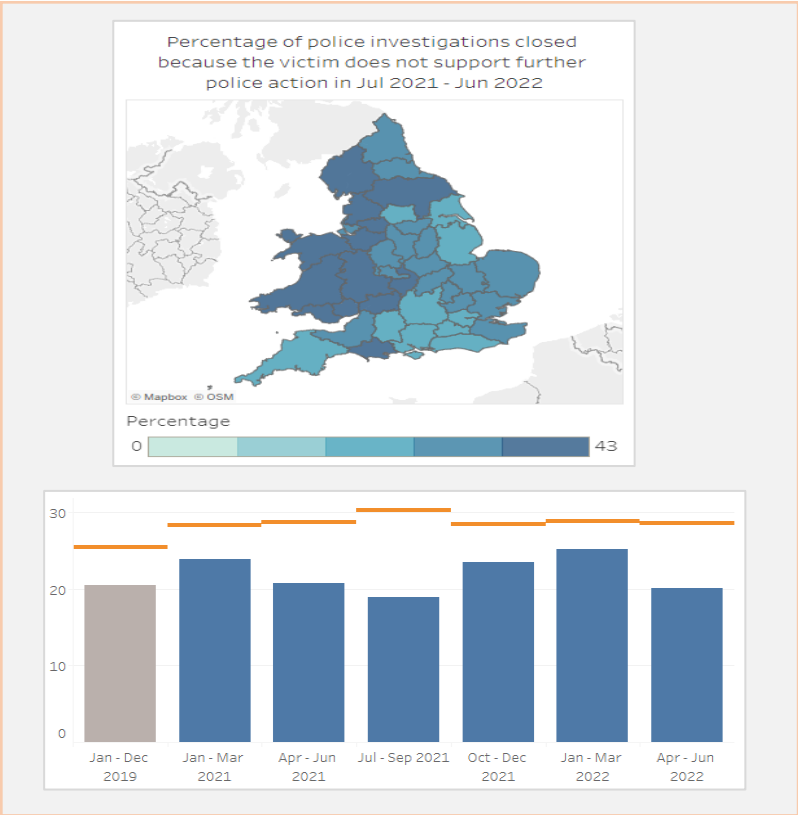 Percentage of police investigations closed
because the victim does not support further
police action in Jul 2021 - Jun 2022
© Mapbox © OSM
Percentage
0 43
30
20
10
0
Jan - Dec Jan - Mar Apr - Jun Jul - Sep 2021 Oct - Dec Jan - Mar Apr - Jun
2019 2021 2021 2021 2022 2022